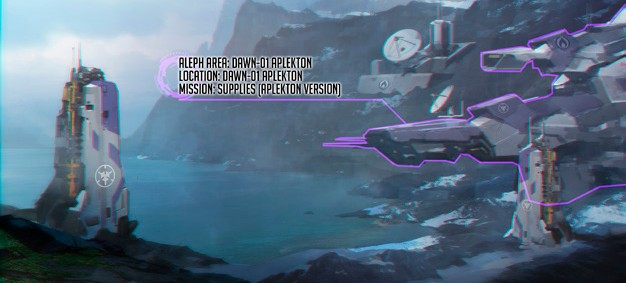 ALEPH AREA: DAWN-01 APLEKTON
LOCATION: DAWN-01 APLEKTON
MISSION: SUPPLIES (APLEKTON VERSION)